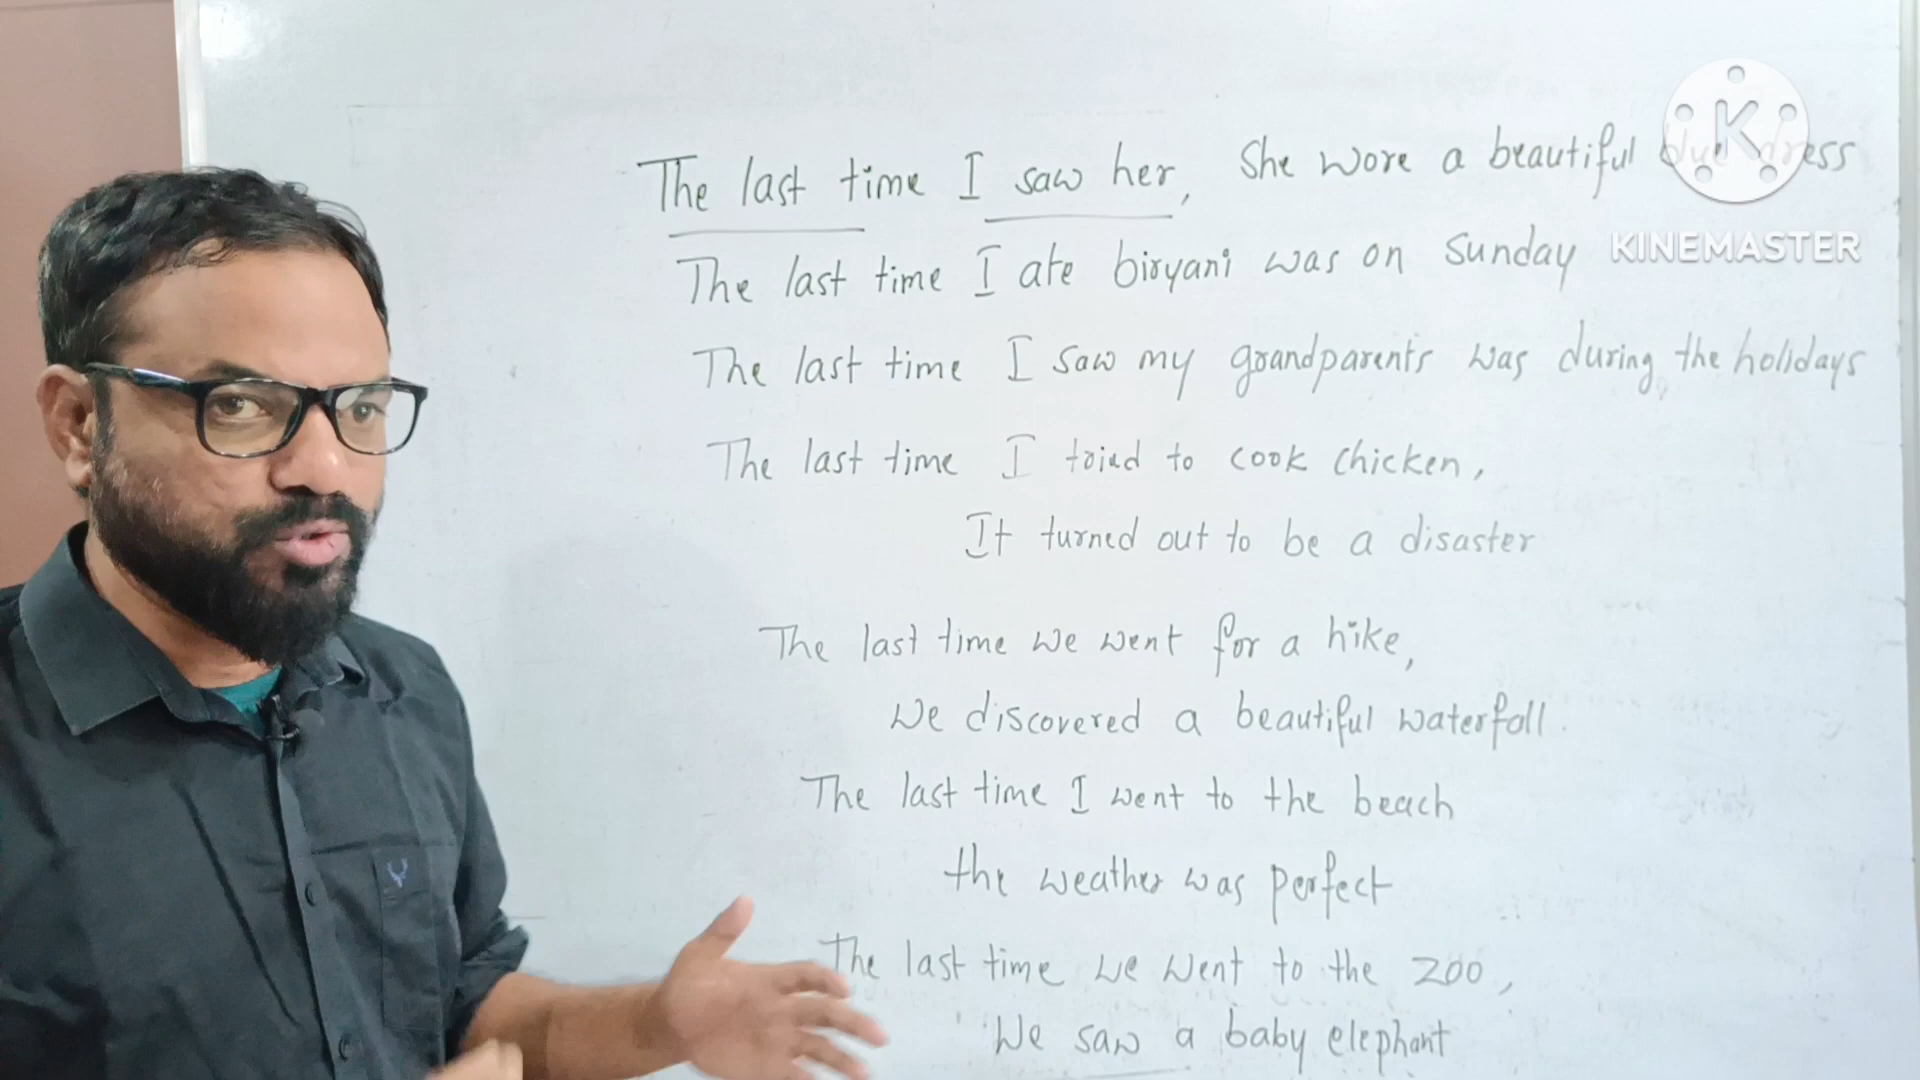 The last time I saw her, She wore a beautiful dress
The last time I ate biryani was on Sunday
KINEMASTER
The last time I saw my grandparents was during the holidays
The last time I tried to cook chicken,
It turned out to be a disaster
The last time we went for a hike,
We discovered a beautiful waterfall.
The last time I went to the beach
the weather was perfect
The last time we went to the zoo,
We saw a baby elephant